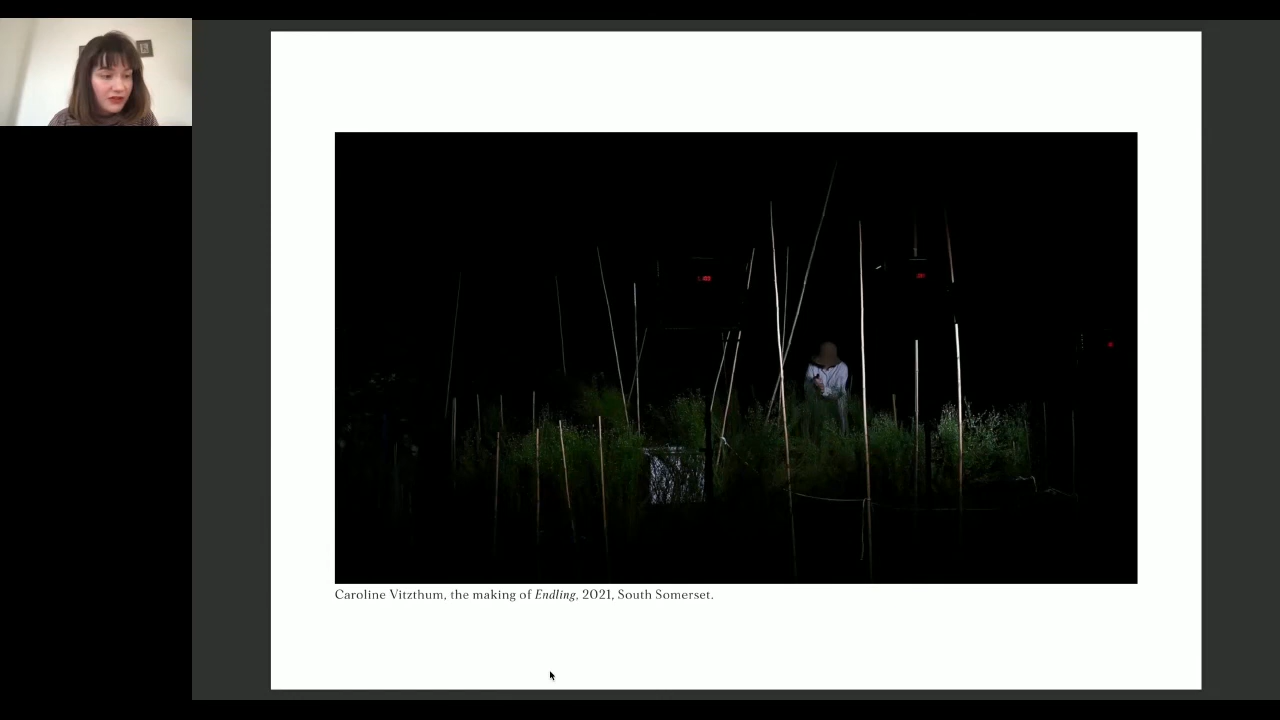 Caroline Vitzthum, the making of Endling, 2021, South Somerset.